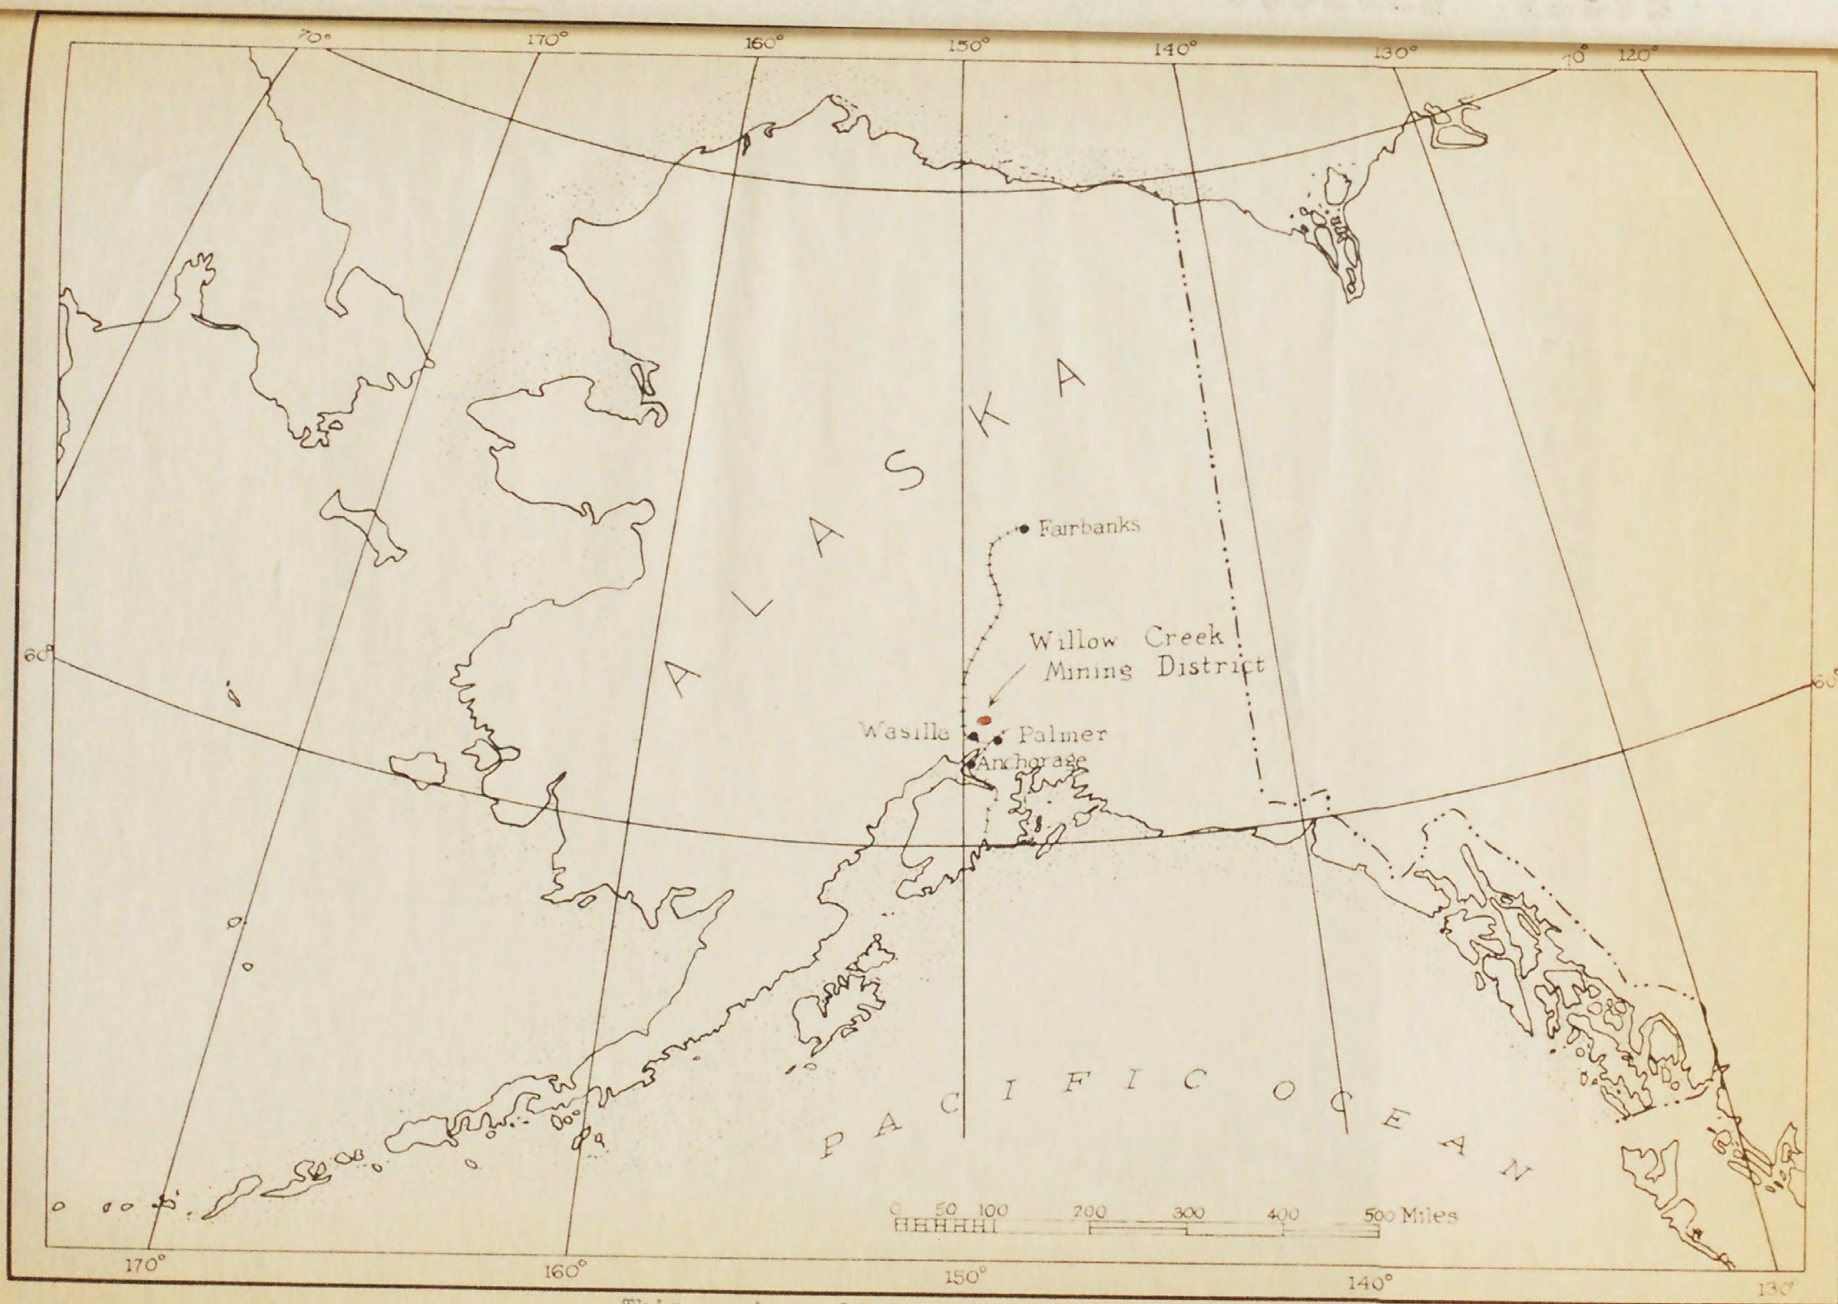 70° 170° 160° 150° 140° 130° 70° 120°
ALASKA
Fairbanks
Willow Creek
Mining District
60°
60°
Wasilla
Palmer
Anchorage
PACIFIC OCEAN
0 50 100 200 300 400 500 Miles
170° 160° 150° 140° 130°